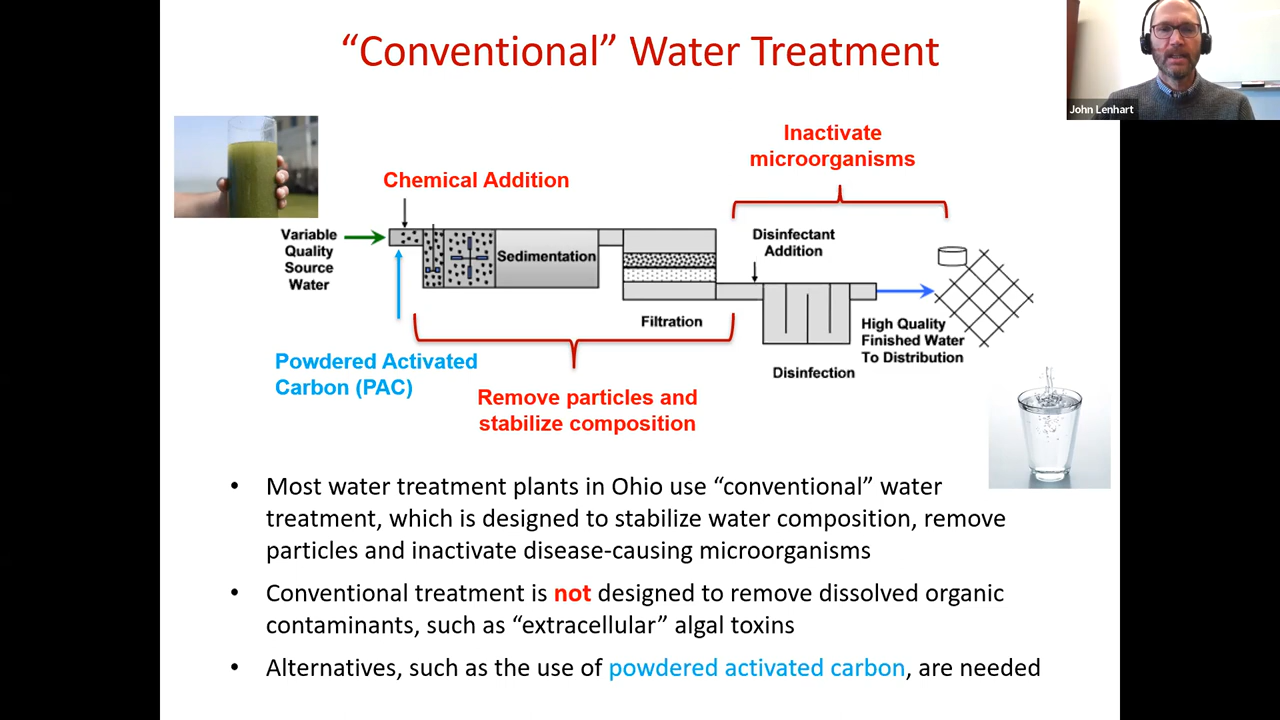 “Conventional” Water Treatment
John Lenhart
Inactivate
microorganisms
Chemical Addition
Variable
Quality
Source
Water
Sedimentation
Disinfectant
Addition
Filtration
High Quality
Finished Water
To Distribution
Disinfection
Powdered Activated
Carbon (PAC)
Remove particles and
stabilize composition
• Most water treatment plants in Ohio use “conventional” water
treatment, which is designed to stabilize water composition, remove
particles and inactivate disease-causing microorganisms
• Conventional treatment is not designed to remove dissolved organic
contaminants, such as “extracellular” algal toxins
• Alternatives, such as the use of powdered activated carbon, are needed